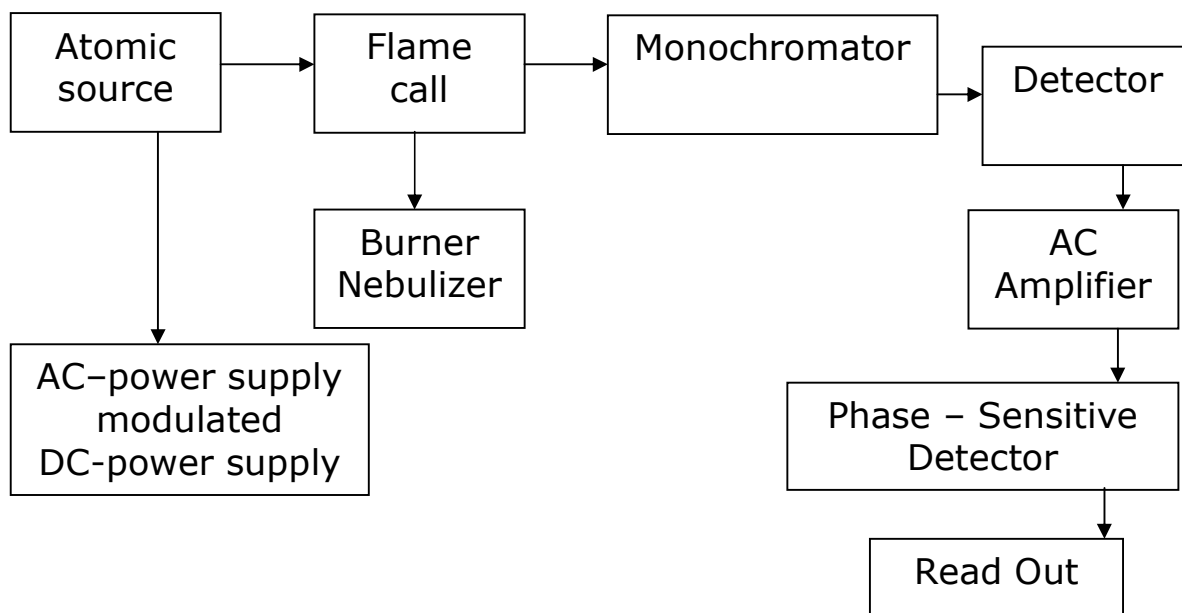 Atomic
source
Flame
call
Monochromator
Detector
Burner
Nebulizer
AC
Amplifier
AC–power supply
modulated
DC-power supply
Phase – Sensitive
Detector
Read Out